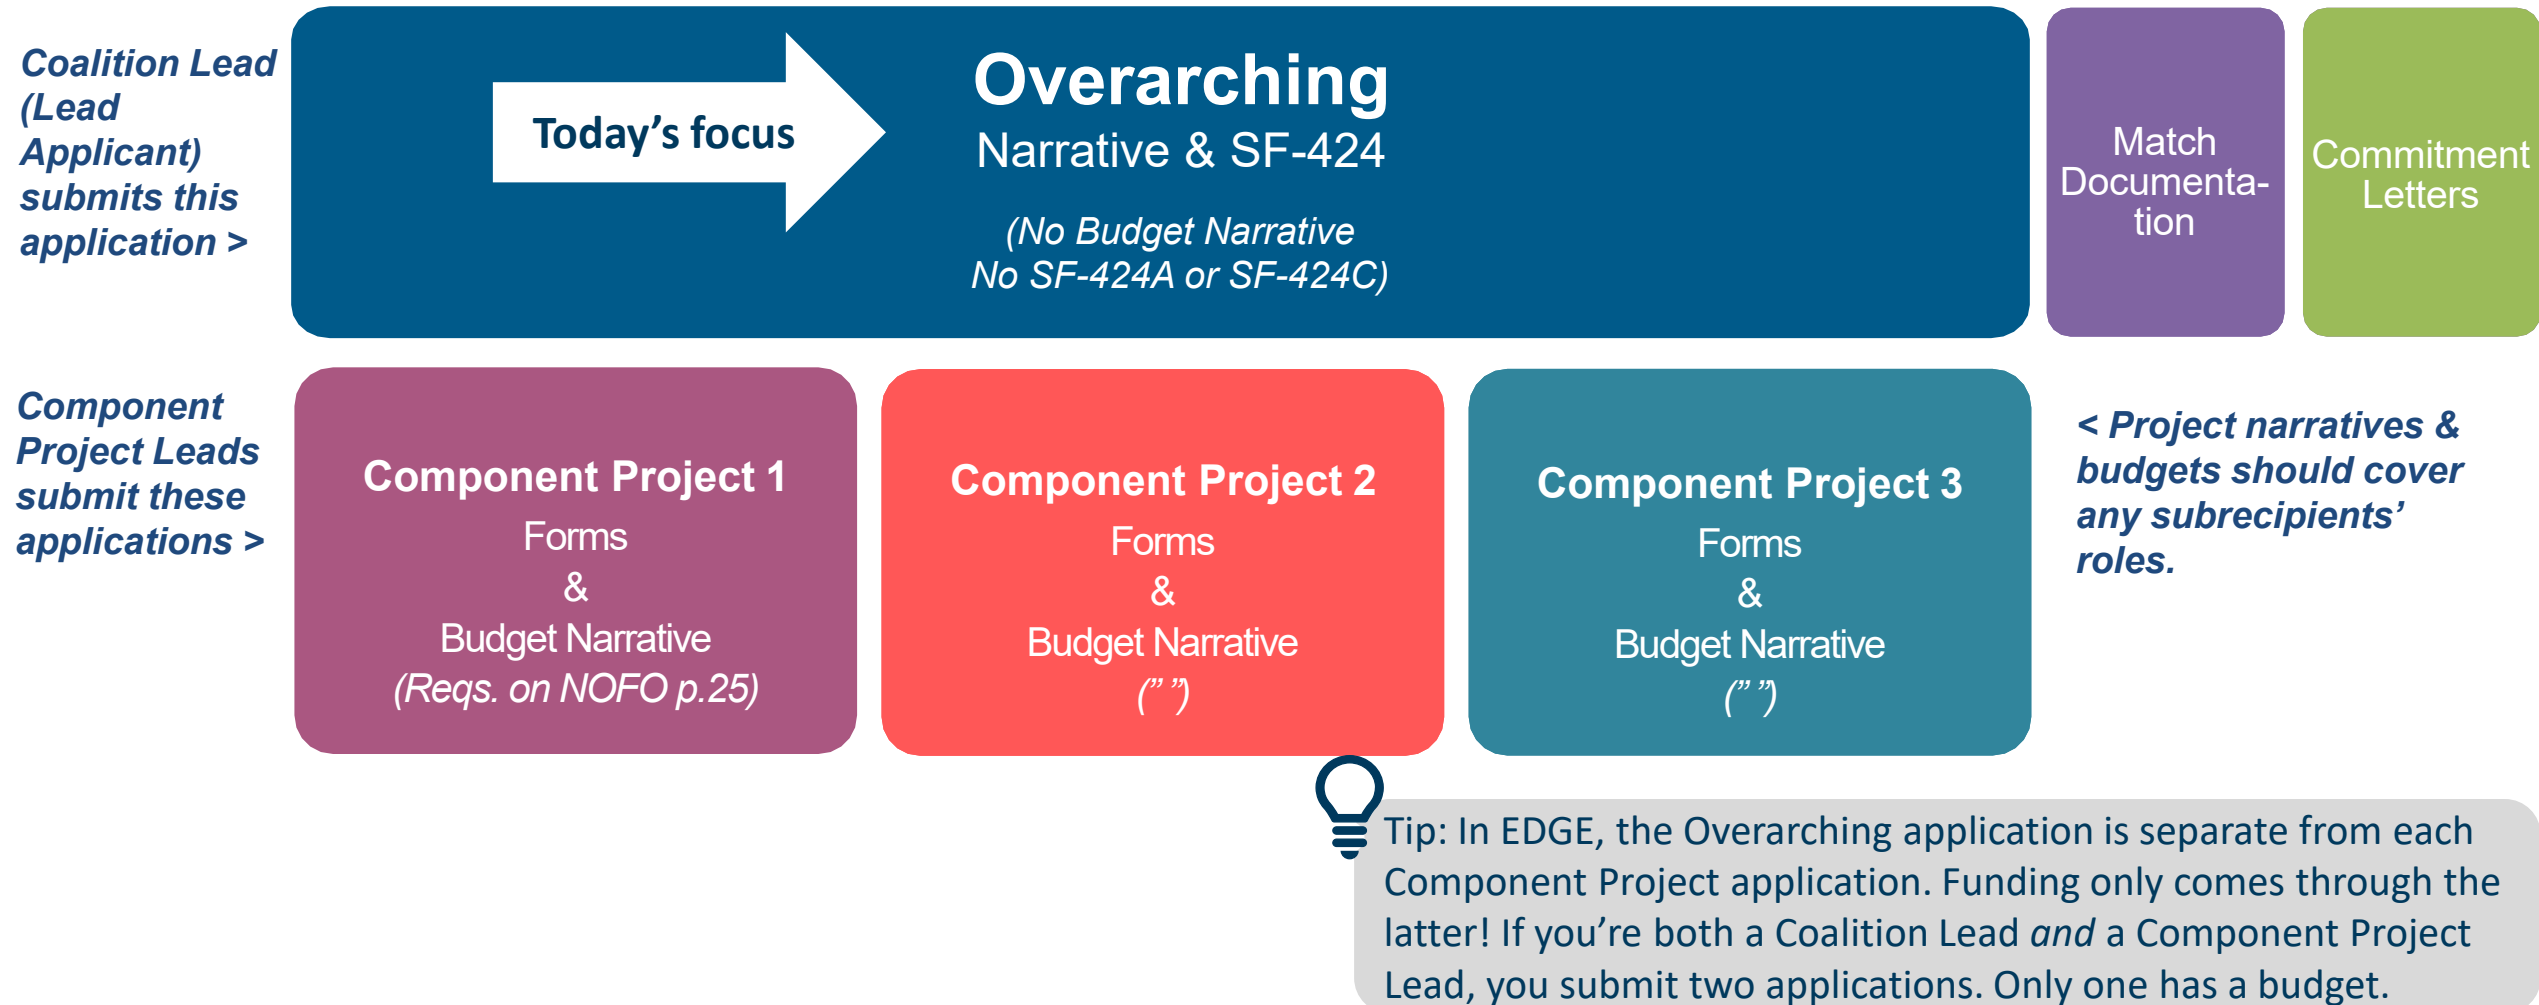 Coalition Lead
(Lead
Applicant)
submits this
application >
Today’s focus
Overarching
Narrative & SF-424
(No Budget Narrative
No SF-424A or SF-424C)
Match
Documenta-
tion
Commitment
Letters
Component
Project Leads
submit these
applications >
Component Project 1
Forms
&
Budget Narrative
(Reqs. on NOFO p.25)
Component Project 2
Forms
&
Budget Narrative
(” ”)
Component Project 3
Forms
&
Budget Narrative
(” ”)
< Project narratives &
budgets should cover
any subrecipients’
roles.
Tip: In EDGE, the Overarching application is separate from each
Component Project application. Funding only comes through the
latter! If you’re both a Coalition Lead and a Component Project
Lead, you submit two applications. Only one has a budget.